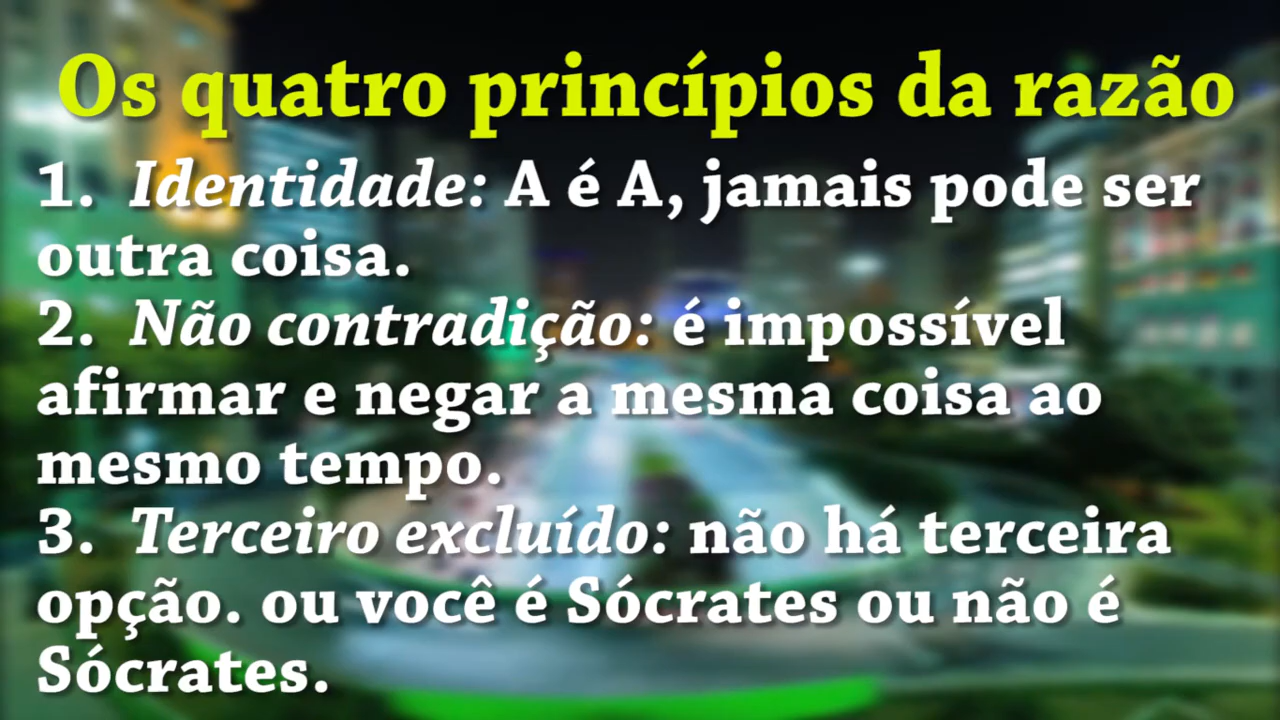 Os quatro princípios da razão
1. Identidade: A é A, jamais pode ser
outra coisa.
2. Não contradição: é impossível
afirmar e negar a mesma coisa ao
mesmo tempo.
3. Terceiro excluído: não há terceira
opção. ou você é Sócrates ou não é
Sócrates.